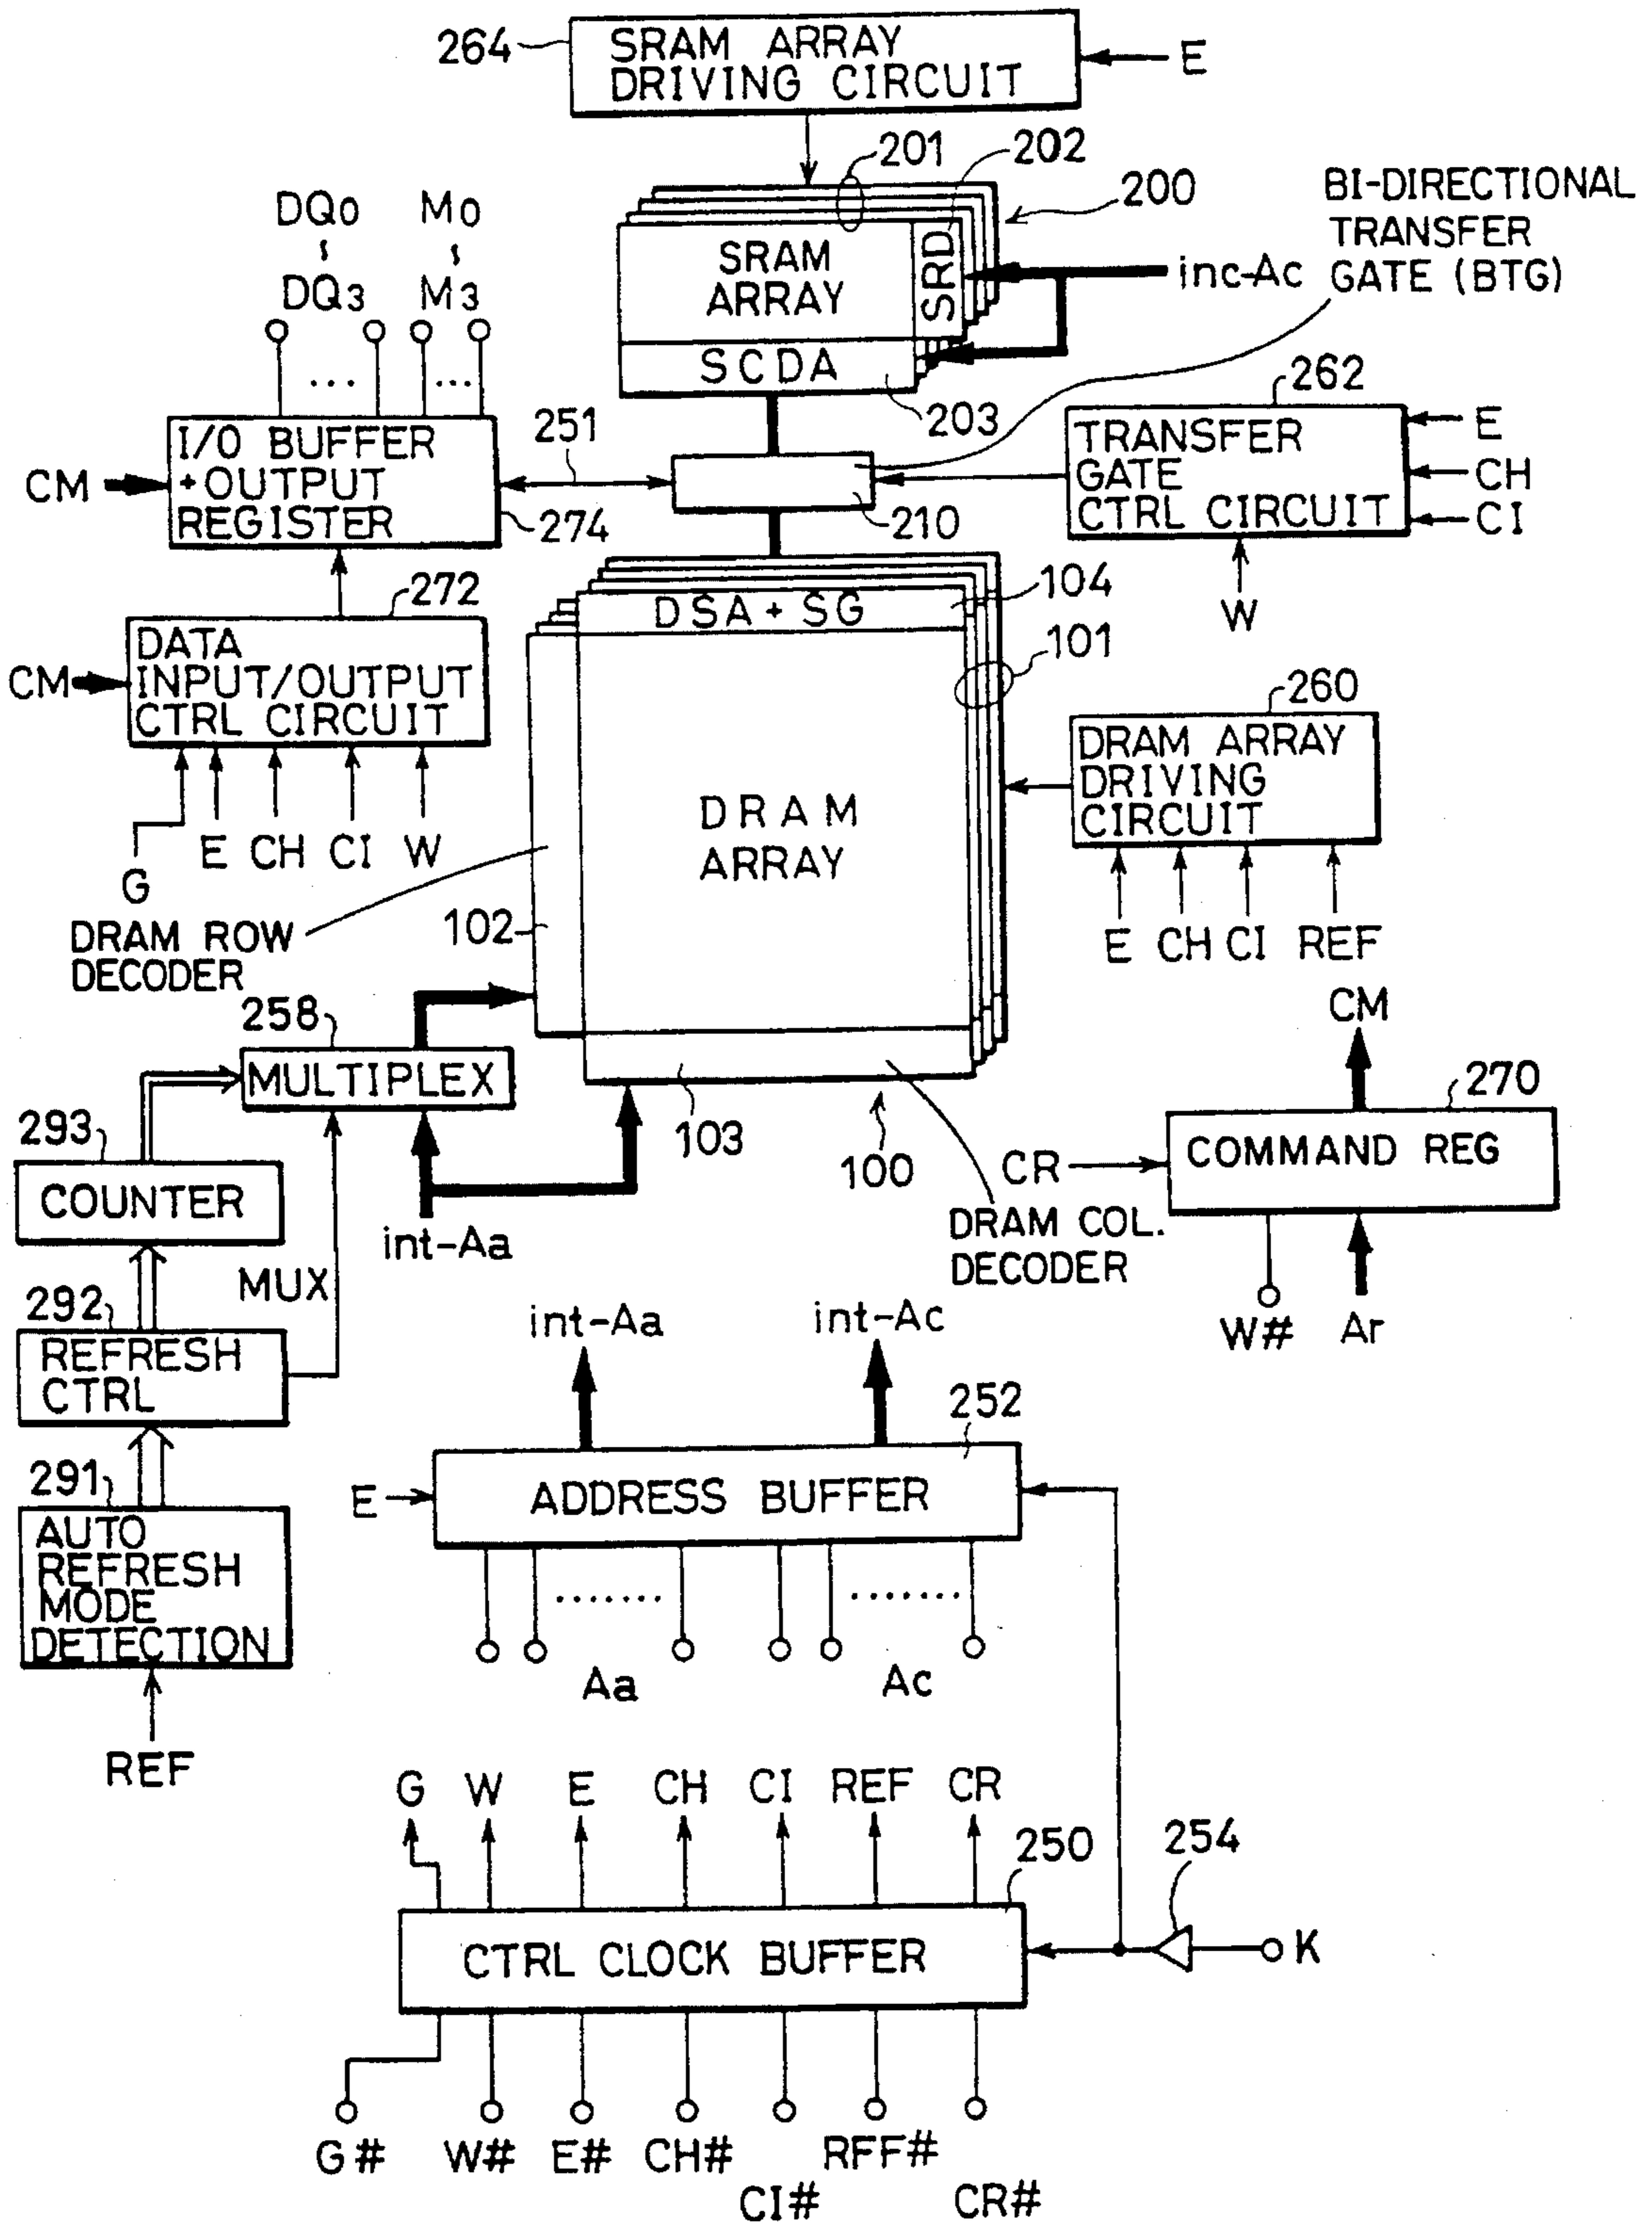 264
SRAM ARRAY
DRIVING CIRCUIT
E
201
202
200
BI-DIRECTIONAL
TRANSFER
GATE (BTG)
DQ0
~
DQ3
M0
~
M3
SRAM
ARRAY
SRD
inc-Ac
SCDA
203
262
I/O BUFFER
+OUTPUT
REGISTER
CM
251
274
210
TRANSFER
GATE
CTRL CIRCUIT
E
CH
CI
W
272
DATA
INPUT/OUTPUT
CTRL CIRCUIT
CM
G
E
CH
CI
W
DSA + SG
104
101
260
DRAM ARRAY
DRIVING
CIRCUIT
E
CH
CI
REF
DRAM
ARRAY
DRAM ROW
DECODER
102
258
MULTIPLEX
CM
270
COMMAND REG
CR
W#
Ar
293
COUNTER
103
100
DRAM COL.
DECODER
int-Aa
MUX
292
REFRESH
CTRL
int-Aa
int-Ac
252
ADDRESS BUFFER
E
291
AUTO
REFRESH
MODE
DETECTION
REF
Aa
Ac
G
W
E
CH
CI
REF
CR
250
254
CTRL CLOCK BUFFER
K
G#
W#
E#
CH#
CI#
RFF#
CR#